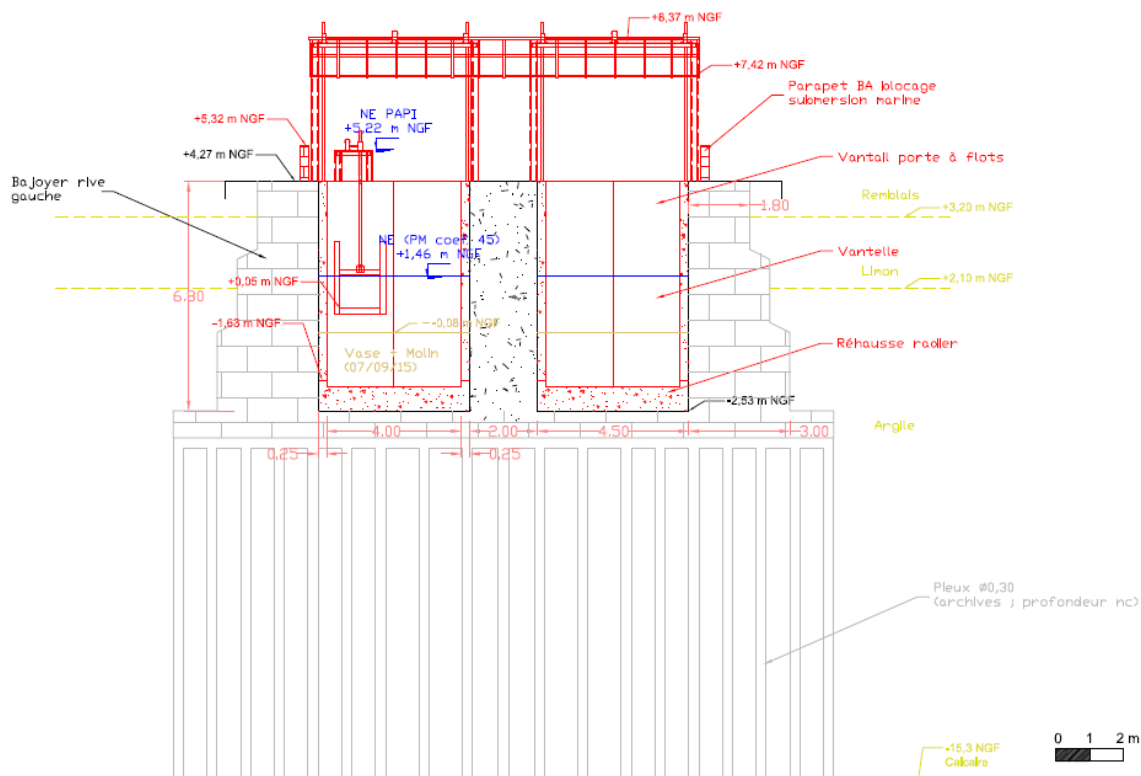 +8,37 m NGF
+7,42 m NGF
Parapet BA blocage
submersion marine
NE PAPI
+5,22 m NGF
+5,32 m NGF
+4,27 m NGF
Bajoyer rive
gauche
Vantail porte à flots
Remblais
1.80
+3,20 m NGF
NE (PM coef. 45)
+1,46 m NGF
Vantelle
Limon
+0,05 m NGF
6.80
+2,10 m NGF
-1,63 m NGF
-0,08 m NGF
Vase + Molin
(07/09/15)
Réhausse radier
-2,53 m NGF
Argile
4.00
2.00
4.50
3.00
0,25
0,25
Pieux Ø0,30
(archives ; profondeur nc)
0 1 2 m
-15,3 NGF
Calcaire